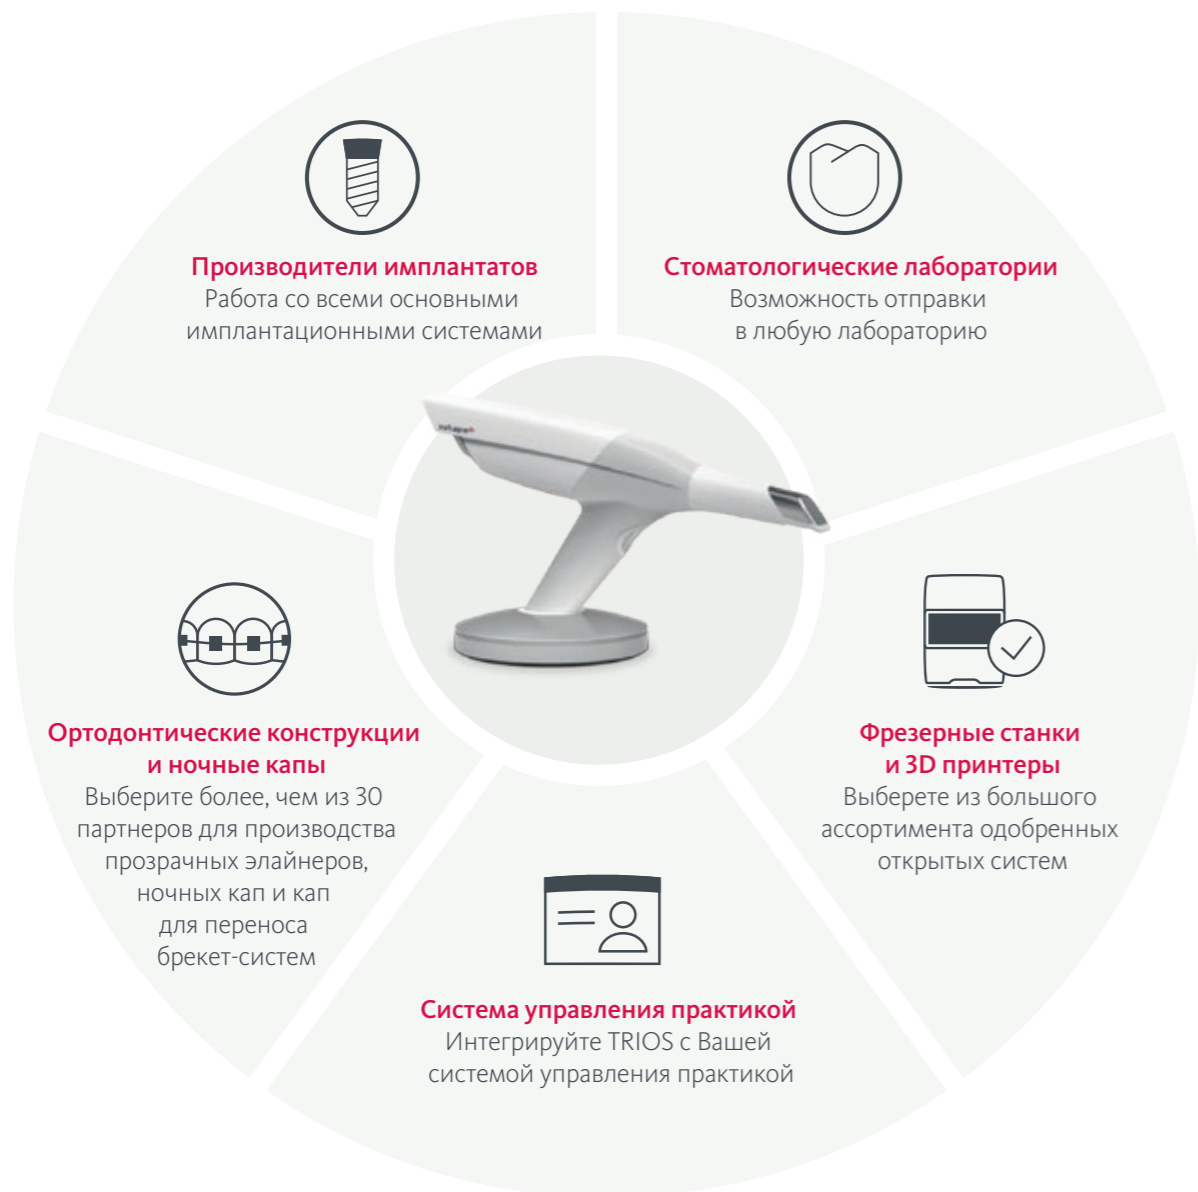 Производители имплантатов
Работа со всеми основными
имплантационными системами
Стоматологические лаборатории
Возможность отправки
в любую лабораторию
Ортодонтические конструкции
и ночные капы
Выберите более, чем из 30
партнеров для производства
прозрачных элайнеров,
ночных кап и кап
для переноса
брекет-систем
Фрезерные станки
и 3D принтеры
Выберете из большого
ассортимента одобренных
открытых систем
Система управления практикой
Интегрируйте TRIOS с Вашей
системой управления практикой